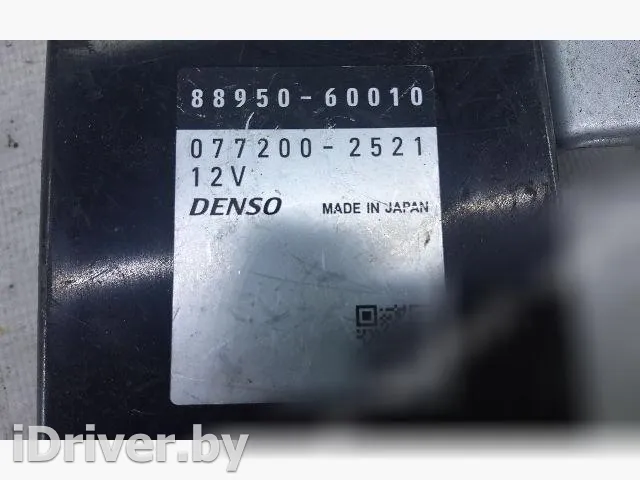 88950-60010
077200-2521
12V
DENSO MADE IN JAPAN
iDriver.by